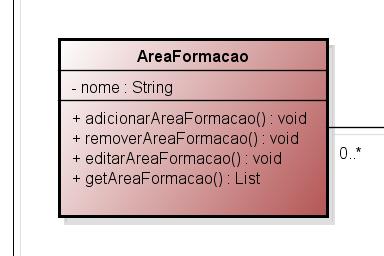 AreaFormacao
- nome : String
+ adicionarAreaFormacao() : void
+ removerAreaFormacao() : void
+ editarAreaFormacao() : void
+ getAreaFormacao() : List
0..*